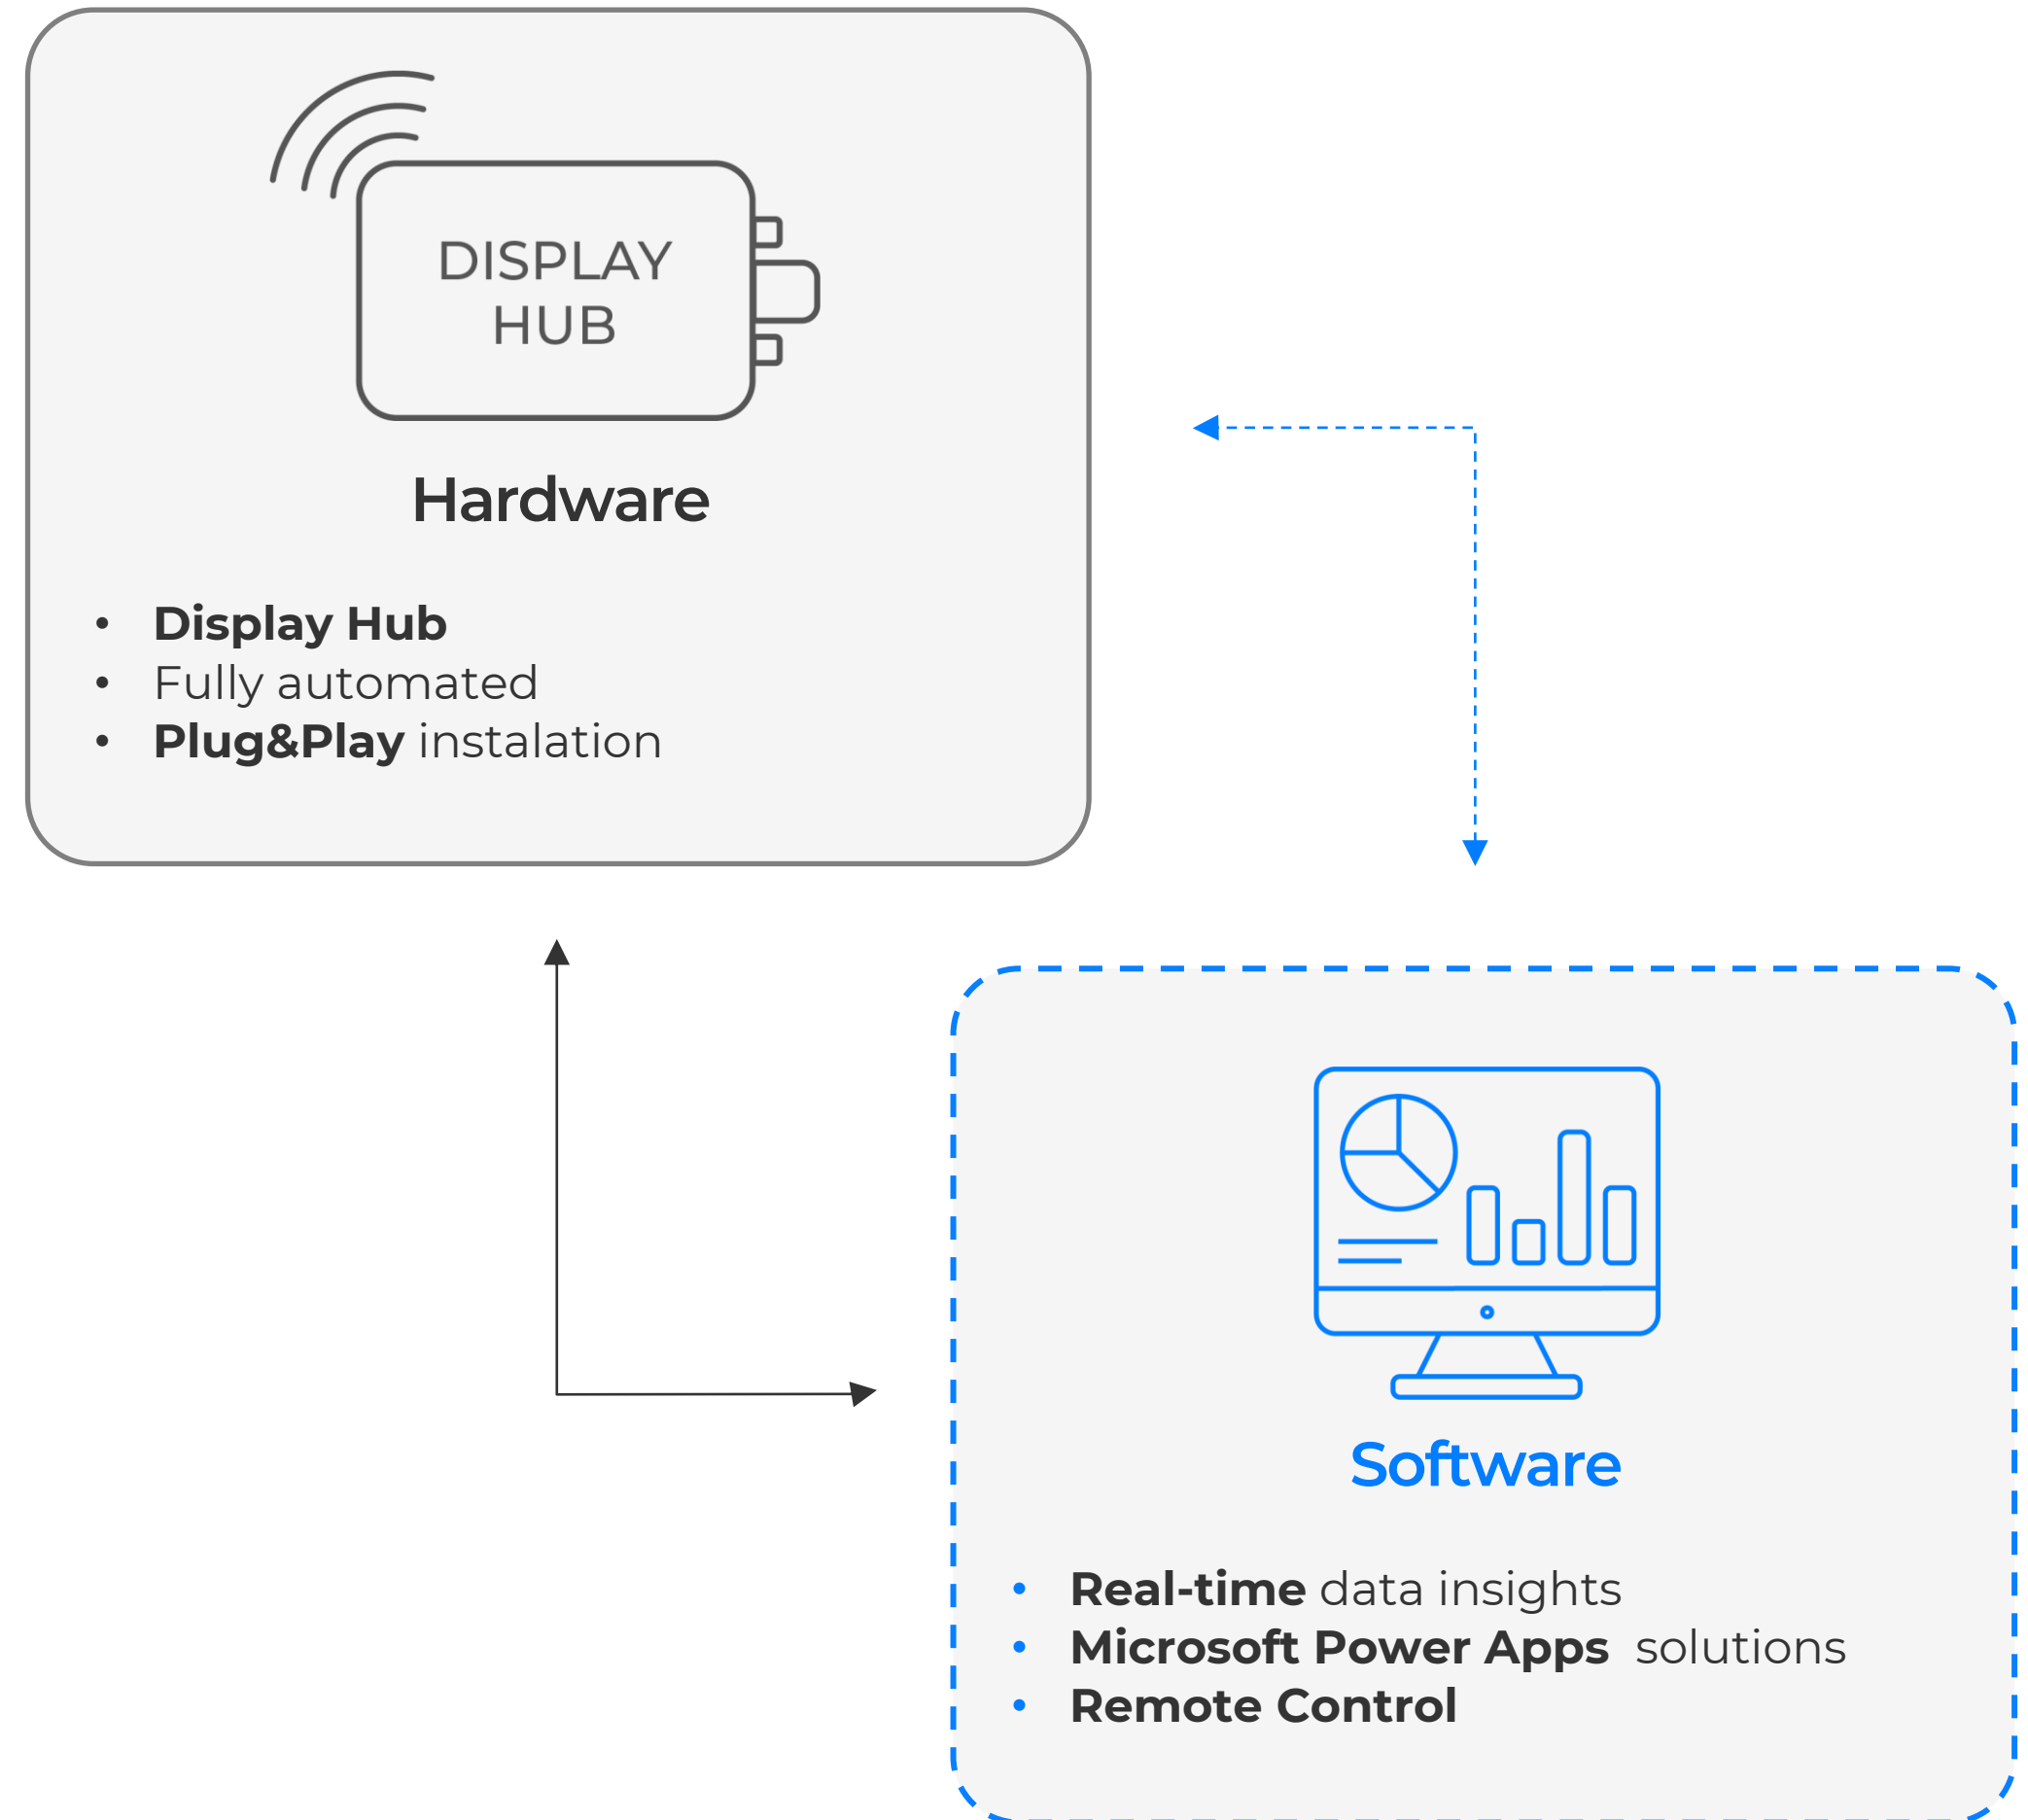 DISPLAY
HUB
Hardware
• Display Hub
• Fully automated
• Plug&Play instalation
Software
• Real-time data insights
• Microsoft Power Apps  solutions
• Remote Control